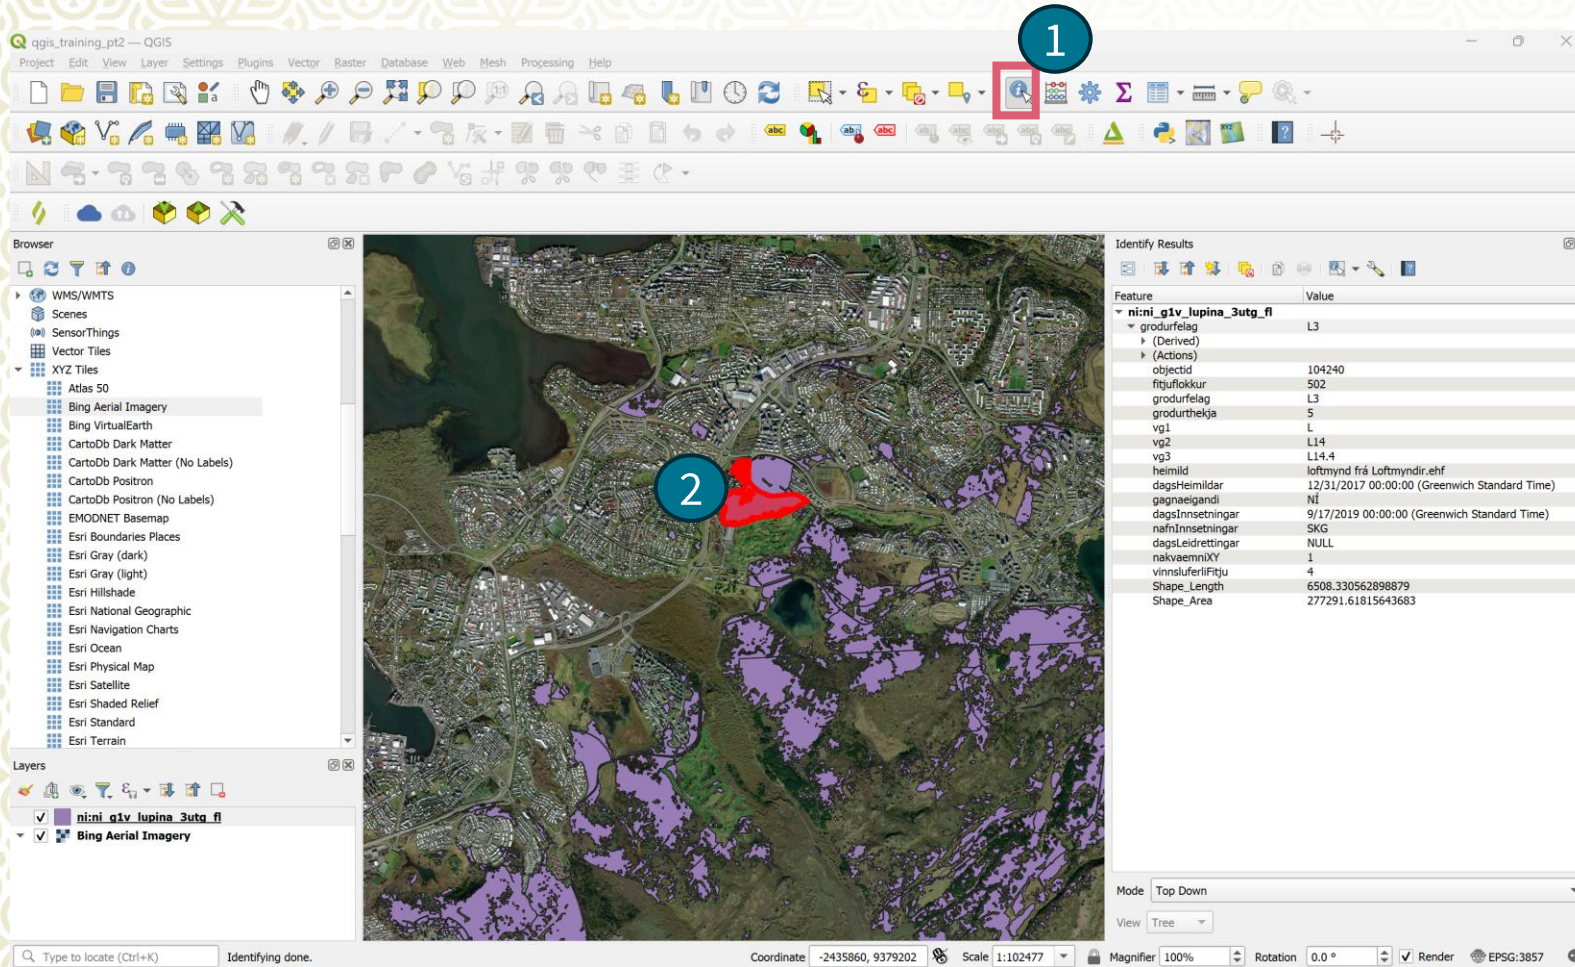 1
qgis_training_pt2 — QGIS
Project Edit View Layer Settings Plugins Vector Raster Database Web Mesh Processing Help
Browser
WMS/WMTS
Scenes
SensorThings
Vector Tiles
XYZ Tiles
Atlas 50
Bing Aerial Imagery
Bing VirtualEarth
CartoDb Dark Matter
CartoDb Dark Matter (No Labels)
CartoDb Positron
CartoDb Positron (No Labels)
EMODNET Basemap
Esri Boundaries Places
Esri Gray (dark)
Esri Gray (light)
Esri Hillshade
Esri National Geographic
Esri Navigation Charts
Esri Ocean
Esri Physical Map
Esri Satellite
Esri Shaded Relief
Esri Standard
Esri Terrain
Layers
ni:ni_g1v_lupina_3utg_fl
Bing Aerial Imagery
2
Identify Results
Feature Value
ni:ni_g1v_lupina_3utg_fl
grodurfelag L3
(Derived)
(Actions)
objectid 104240
fitjuflokkur 502
grodurfelag L3
grodurthekja 5
vg1 L
vg2 L14
vg3 L14.4
heimild loftmynd frá Loftmyndir.ehf
dagsHeimildar 12/31/2017 00:00:00 (Greenwich Standard Time)
gagnaeigandi NÍ
dagsInnsetningar 9/17/2019 00:00:00 (Greenwich Standard Time)
nafnInnsetningar SKG
dagsLeidrettingar NULL
nakvaemniXY 1
vinnsluferliFitju 4
Shape_Length 6508.330562898879
Shape_Area 277291.61815643683
Mode Top Down
View Tree
Type to locate (Ctrl+K) Identifying done. Coordinate -2435860, 9379202 Scale 1:102477 Magnifier 100% Rotation 0.0 ° Render EPSG:3857